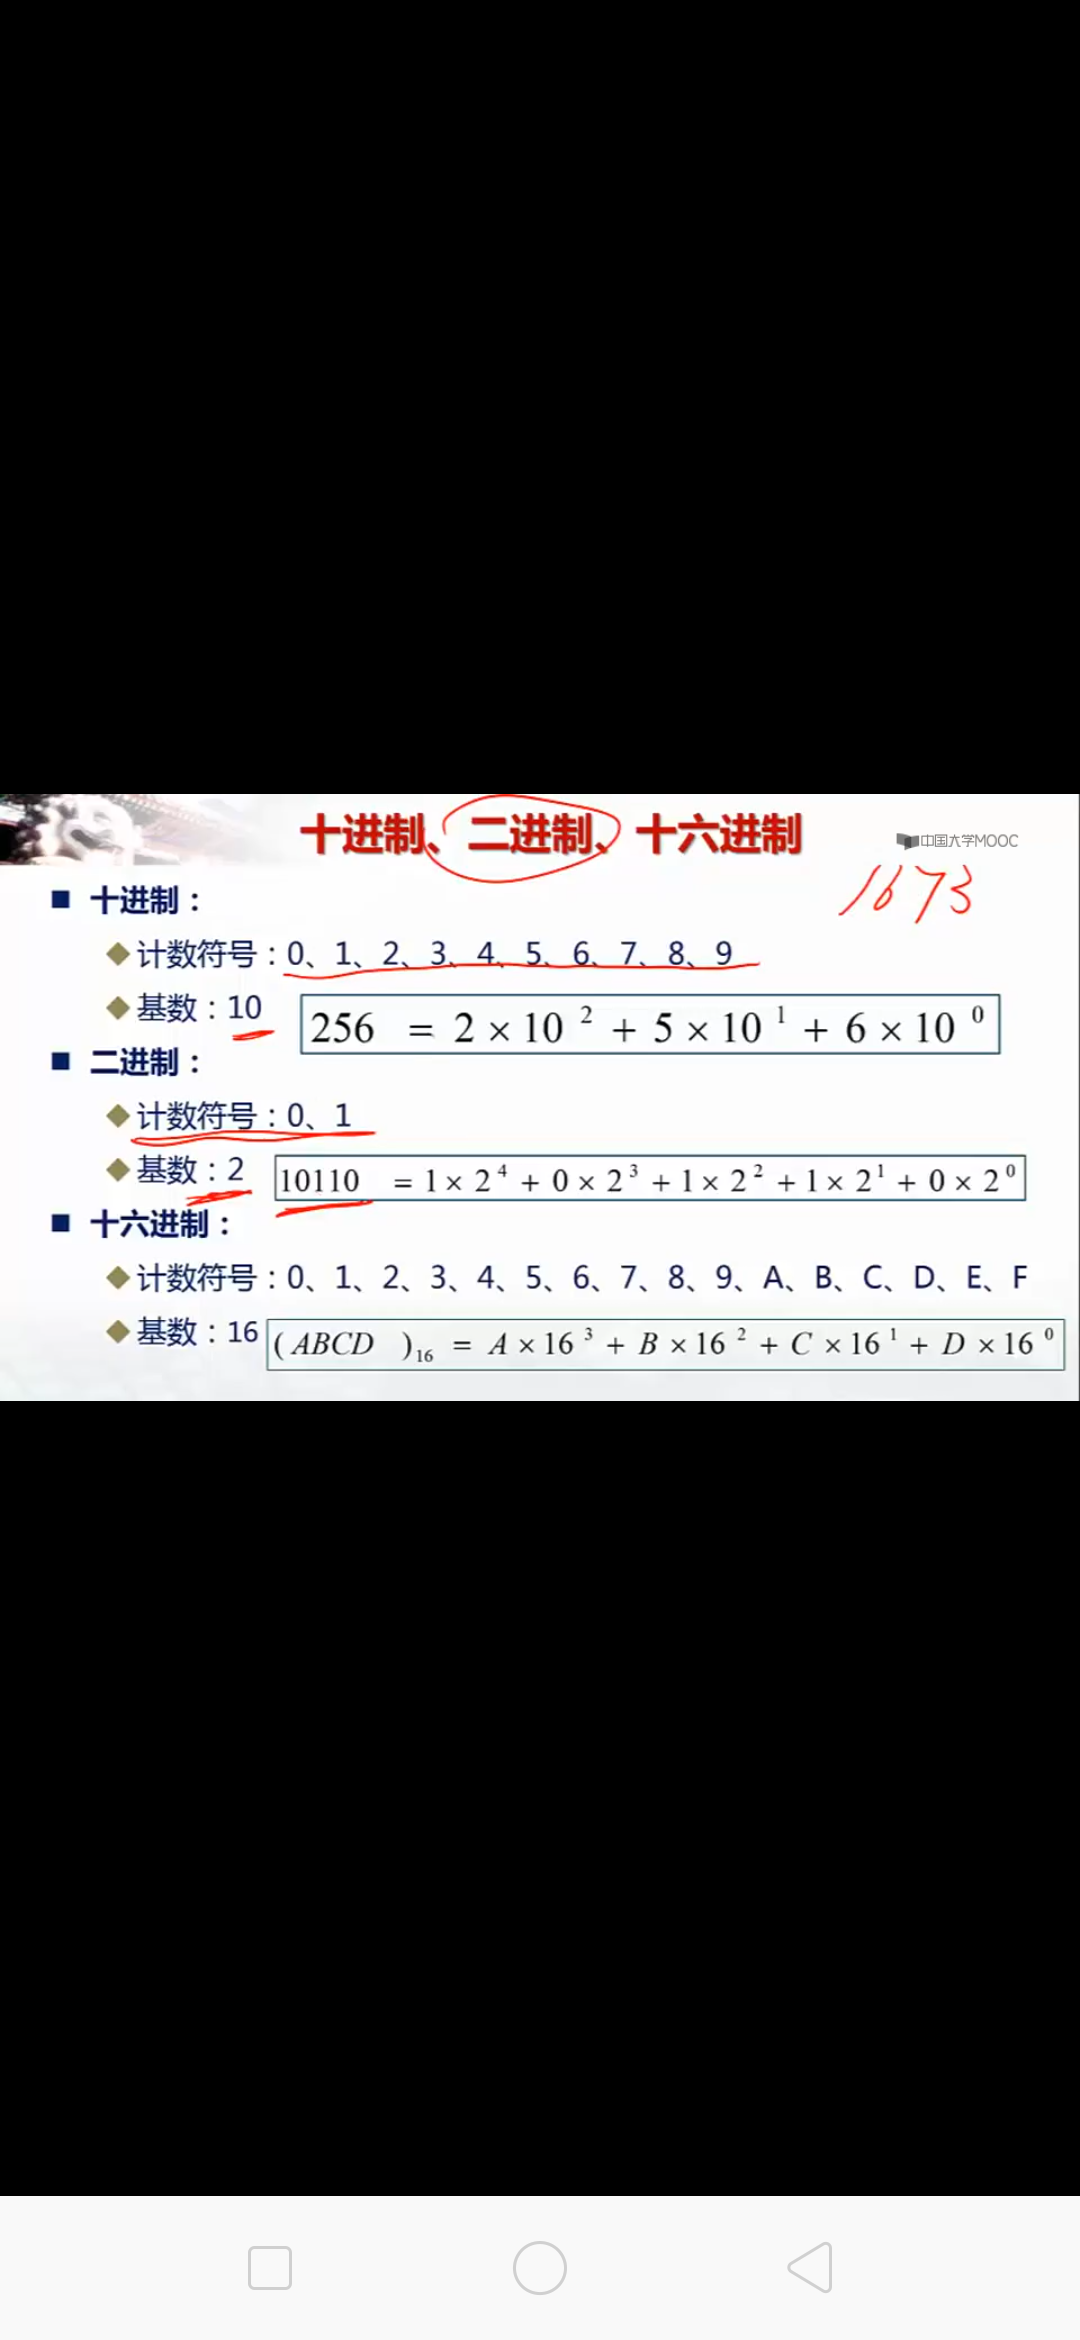 十进制、二进制、十六进制
中国大学MOOC
1673
十进制：
计数符号：0、1、2、3、4、5、6、7、8、9
基数：10
256 = 2 × 10 ² + 5 × 10 ¹ + 6 × 10 ⁰
二进制：
计数符号：0、1
基数：2
10110 = 1 × 2 ⁴ + 0 × 2 ³ + 1 × 2 ² + 1 × 2 ¹ + 0 × 2 ⁰
十六进制：
计数符号：0、1、2、3、4、5、6、7、8、9、A、B、C、D、E、F
基数：16
( ABCD )₁₆ = A × 16 ³ + B × 16 ² + C × 16 ¹ + D × 16 ⁰